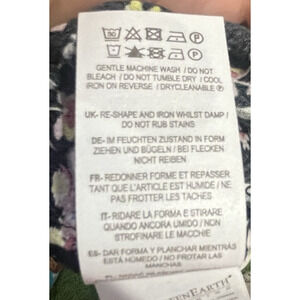 GENTLE MACHINE WASH / DO NOT
BLEACH / DO NOT TUMBLE DRY / COOL
IRON ON REVERSE / DRYCLEANABLE Ⓟ
UK- RE-SHAPE AND IRON WHILST DAMP /
DO NOT RUB STAINS
DE- IM FEUCHTEN ZUSTAND IN FORM
ZIEHEN UND BÜGELN / BEI FLECKEN
NICHT REIBEN
FR- REDONNER FORME ET REPASSER
TANT QUE L'ARTICLE EST HUMIDE / NE
PAS FROTTER LES TACHES
IT- RIDARE LA FORMA E STIRARE
QUANDO ANCORA UMIDO / NON
STROFINARE LE MACCHIE
ES- DAR FORMA Y PLANCHAR MIENTRAS
ESTÁ HÚMEDO / NO FROTAR LAS
MANCHAS